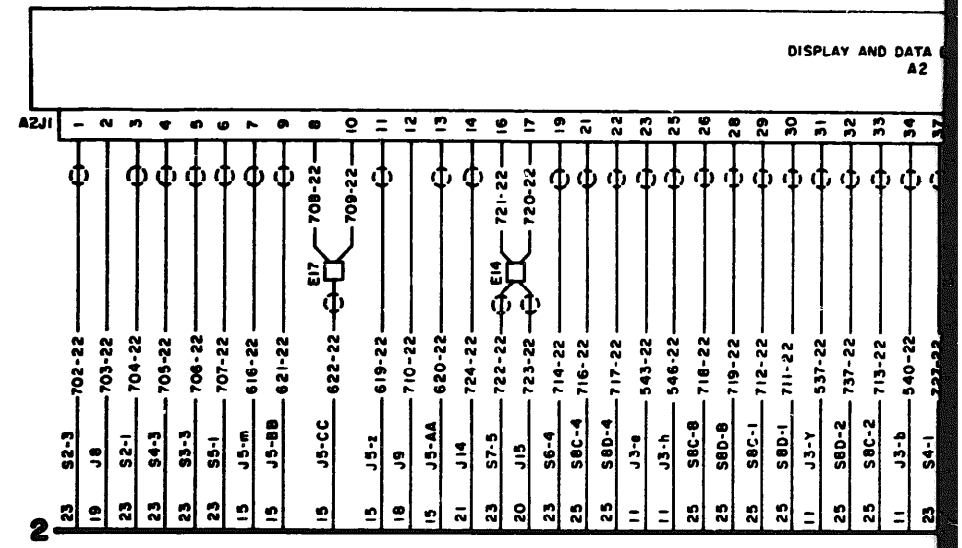 DISPLAY AND DATA
A2
A2J1 1 2 3 4 5 6 7 9 8 10 11 12 13 14 16 17 19 21 22 23 25 26 28 29 30 31 32 33 34 37
708-22 709-22 721-22 720-22
E17 E14
702-22 703-22 704-22 705-22 706-22 707-22 616-22 621-22 622-22 619-22 710-22 620-22 724-22 722-22 723-22 714-22 716-22 717-22 543-22 546-22 718-22 719-22 712-22 711-22 537-22 737-22 713-22 540-22 727-22
S2-3 J8 S2-1 S4-3 S3-3 S5-1 J5-m J5-BB J5-CC J5-z J9 J5-AA J14 S7-5 J15 S6-4 S8C-4 S8D-4 J3-e J3-h S8C-8 S8D-8 S8C-1 S8D-1 J3-Y S8D-2 S8C-2 J3-b S4-1
23 19 23 23 23 23 15 15 15 15 18 15 21 23 20 23 25 25 11 11 25 25 25 25 11 25 25 11 23
2